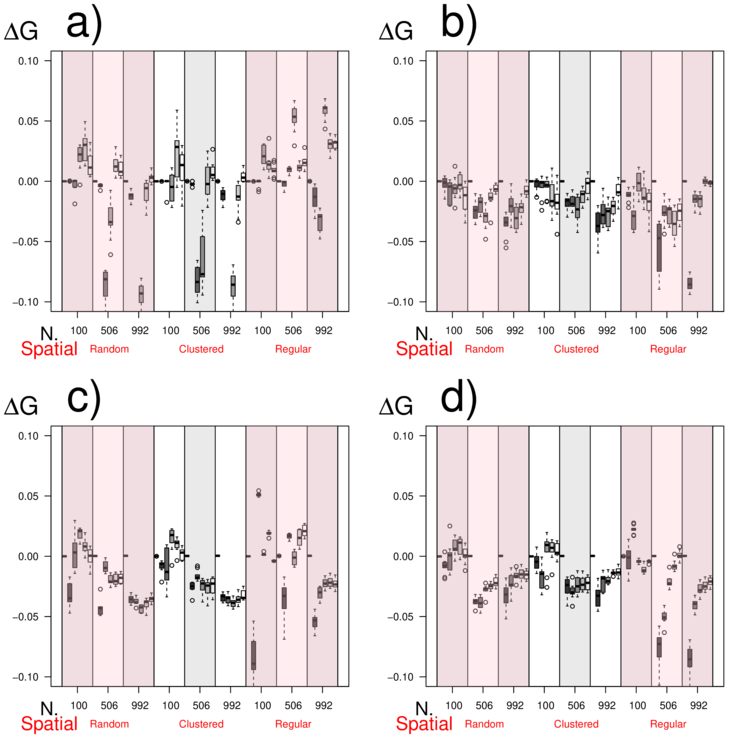 a) b)
ΔG ΔG
0.10 0.10
0.05 0.05
0.00 0.00
−0.05 −0.05
−0.10 −0.10
N. 100 506 992 100 506 992 100 506 992 N. 100 506 992 100 506 992 100 506 992
Spatial Random Clustered Regular Spatial Random Clustered Regular
c) d)
ΔG ΔG
0.10 0.10
0.05 0.05
0.00 0.00
−0.05 −0.05
−0.10 −0.10
N. 100 506 992 100 506 992 100 506 992 N. 100 506 992 100 506 992 100 506 992
Spatial Random Clustered Regular Spatial Random Clustered Regular